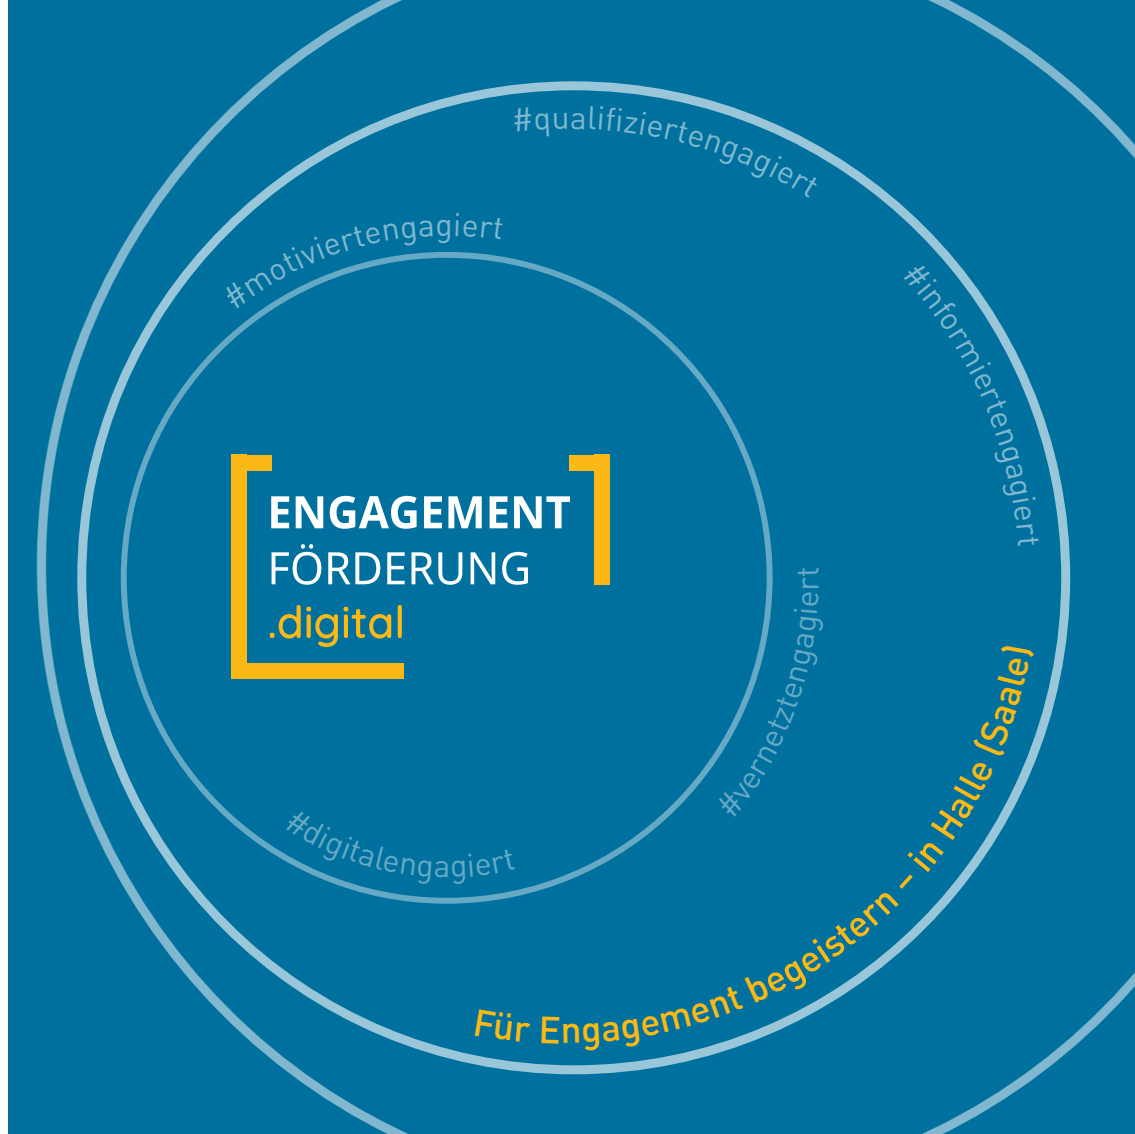 #qualifiziertengagiert
#motiviertengagiert
#informiertengagiert
ENGAGEMENT
FÖRDERUNG
.digital
#vernetztengagiert
#digitalengagiert
Für Engagement begeistern – in Halle (Saale)